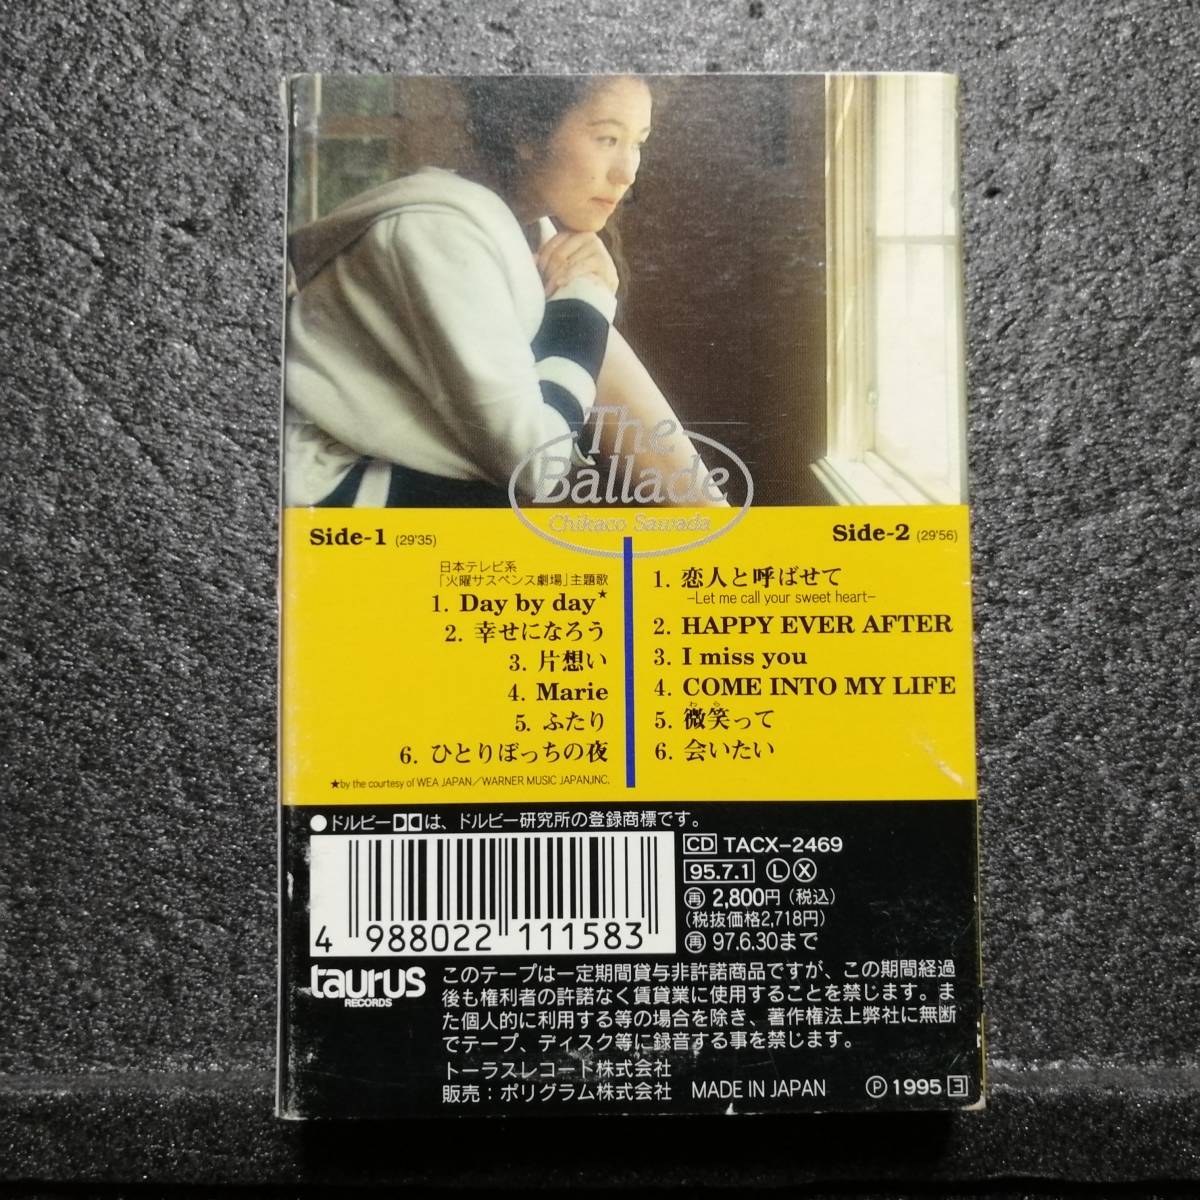 The
Ballade
Chikaco Sawada
Side-1 (29'35)
日本テレビ系
「火曜サスペンス劇場」主題歌
1. Day by day★
2. 幸せになろう
3. 片想い
4. Marie
5. ふたり
6. ひとりぼっちの夜
★by the courtesy of WEA JAPAN／WARNER MUSIC JAPAN,INC.
Side-2 (29'56)
1. 恋人と呼ばせて
−Let me call your sweet heart−
2. HAPPY EVER AFTER
3. I miss you
4. COME INTO MY LIFE
わら
5. 微笑って
6. 会いたい
●ドルビーDDは、ドルビー研究所の登録商標です。
CD TACX−2469
95.7.1 Ⓛ Ⓧ
再 2,800円（税込）
（税抜価格2,718円）
再 97.6.30まで
4 988022 111583
taurus
RECORDS
このテープは一定期間貸与非許諾商品ですが、この期間経過
後も権利者の許諾なく賃貸業に使用することを禁じます。ま
た個人的に利用する等の場合を除き、著作権法上弊社に無断
でテープ、ディスク等に録音する事を禁じます。
トーラスレコード株式会社
販売：ポリグラム株式会社 MADE IN JAPAN Ⓟ 1995 ヨ